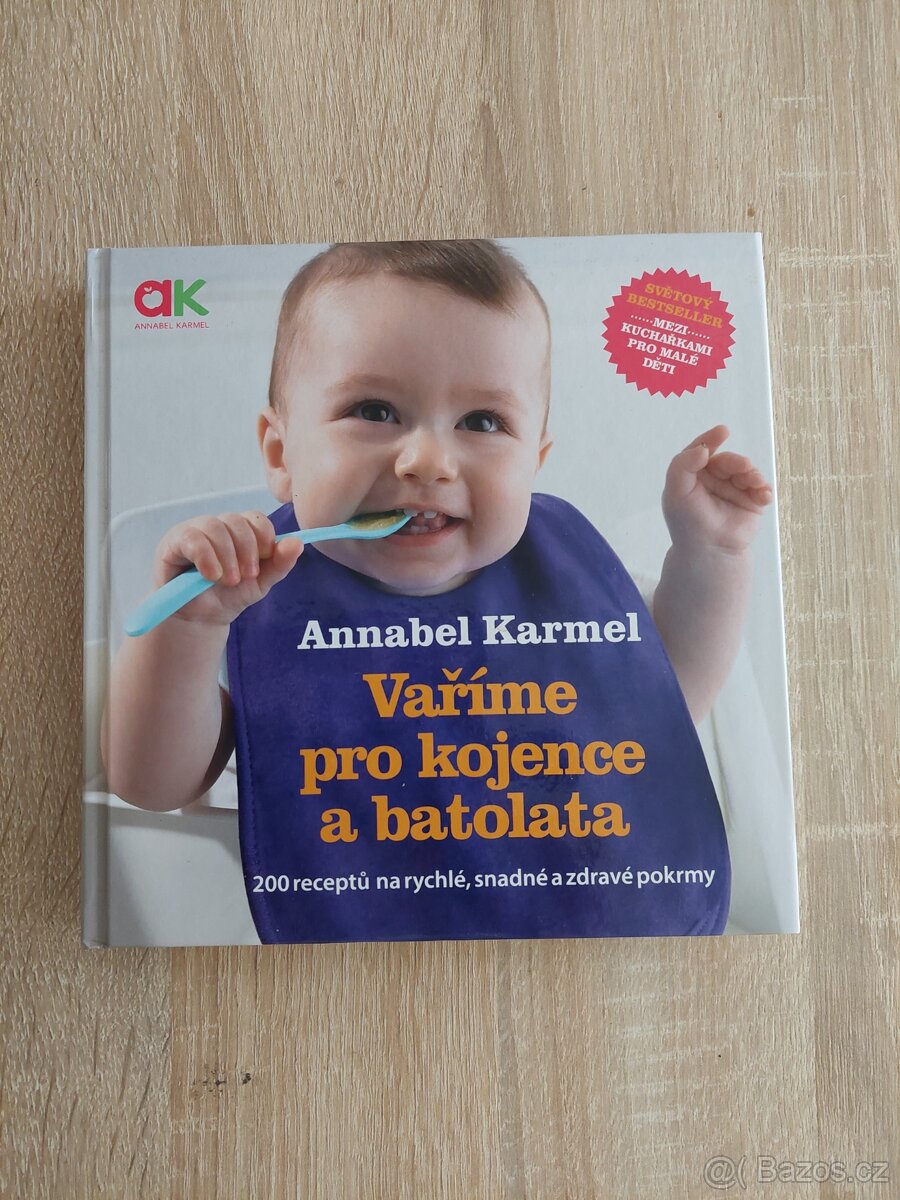 ak
ANNABEL KARMEL
SVĚTOVÝ
BESTSELLER
......MEZI......
KUCHAŘKAMI
PRO MALÉ
DĚTI
Annabel Karmel
Vaříme
pro kojence
a batolata
200 receptů na rychlé, snadné a zdravé pokrmy
@( Bazos.cz